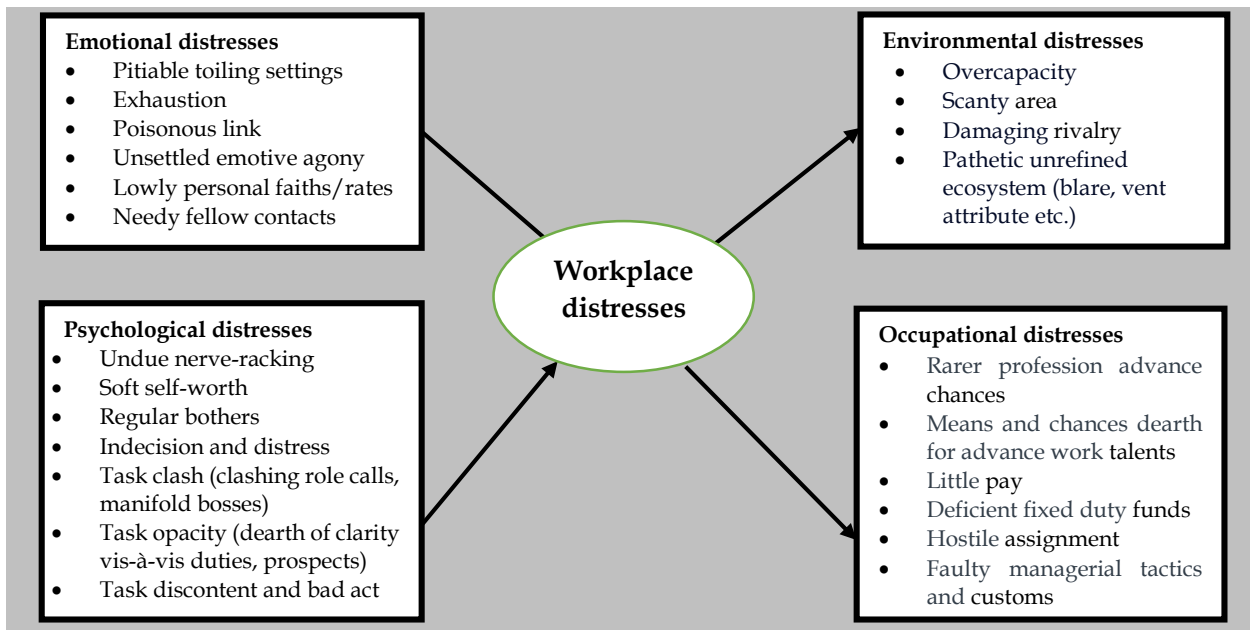 Emotional distresses
• Pitiable toiling settings
• Exhaustion
• Poisonous link
• Unsettled emotive agony
• Lowly personal faiths/rates
• Needy fellow contacts
Environmental distresses
• Overcapacity
• Scanty area
• Damaging rivalry
• Pathetic unrefined
ecosystem (blare, vent
attribute etc.)
Workplace
distresses
Psychological distresses
• Undue nerve-racking
• Soft self-worth
• Regular bothers
• Indecision and distress
• Task clash (clashing role calls,
manifold bosses)
• Task opacity (dearth of clarity
vis-à-vis duties, prospects)
• Task discontent and bad act
Occupational distresses
• Rarer profession advance
chances
• Means and chances dearth
for advance work talents
• Little pay
• Deficient fixed duty funds
• Hostile assignment
• Faulty managerial tactics
and customs